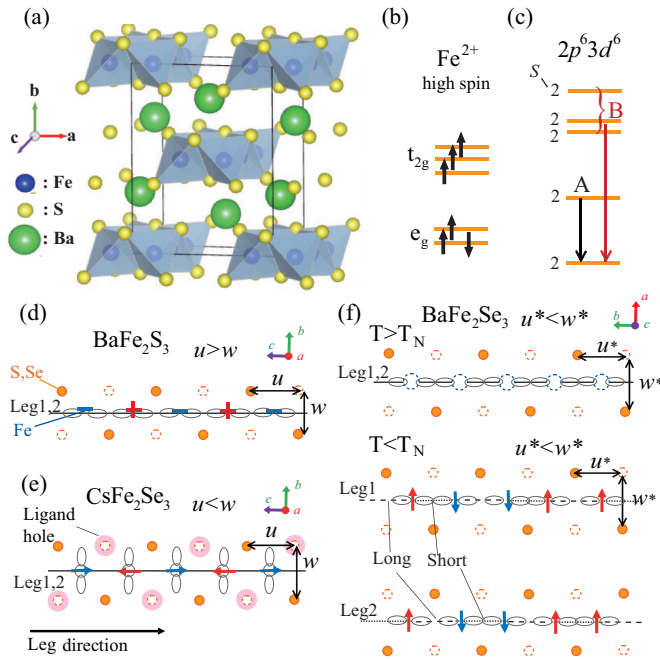 (a)
b
c
a
: Fe
: S
: Ba
(b)
Fe2+
high spin
t2g
eg
(c)
2p63d6
S
2
2
2
B
2
A
2
(d)
BaFe2S3
u>w
b
c
a
S,Se
u
Leg1,2
w
Fe
(e)
CsFe2Se3
u<w
b
c
a
Ligand
hole
u
w
Leg1,2
Leg direction
(f)
BaFe2Se3
u*<w*
a
b
c
T>TN
u*
Leg1,2
w*
T<TN
u*<w*
u*
Leg1
w*
Long
Short
Leg2